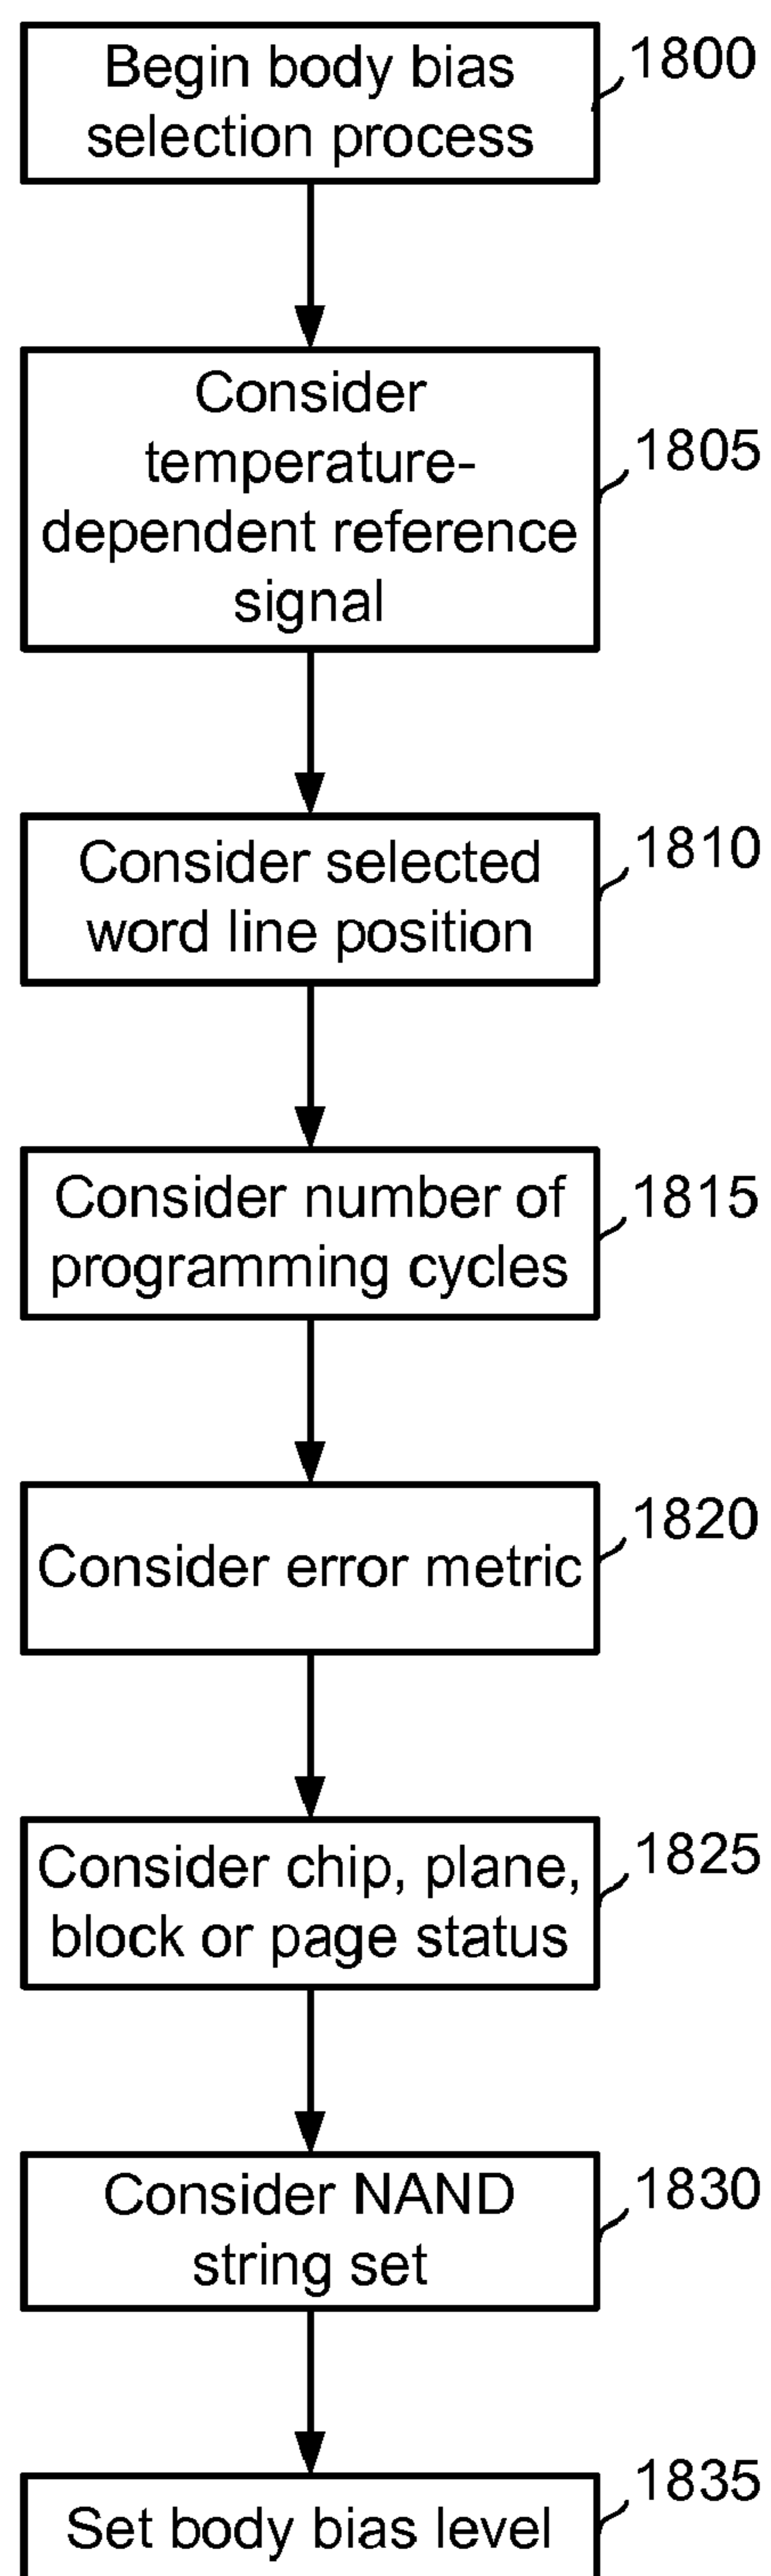 Begin body bias
selection process
1800
Consider
temperature-
dependent reference
signal
1805
Consider selected
word line position
1810
Consider number of
programming cycles
1815
Consider error metric
1820
Consider chip, plane,
block or page status
1825
Consider NAND
string set
1830
Set body bias level
1835